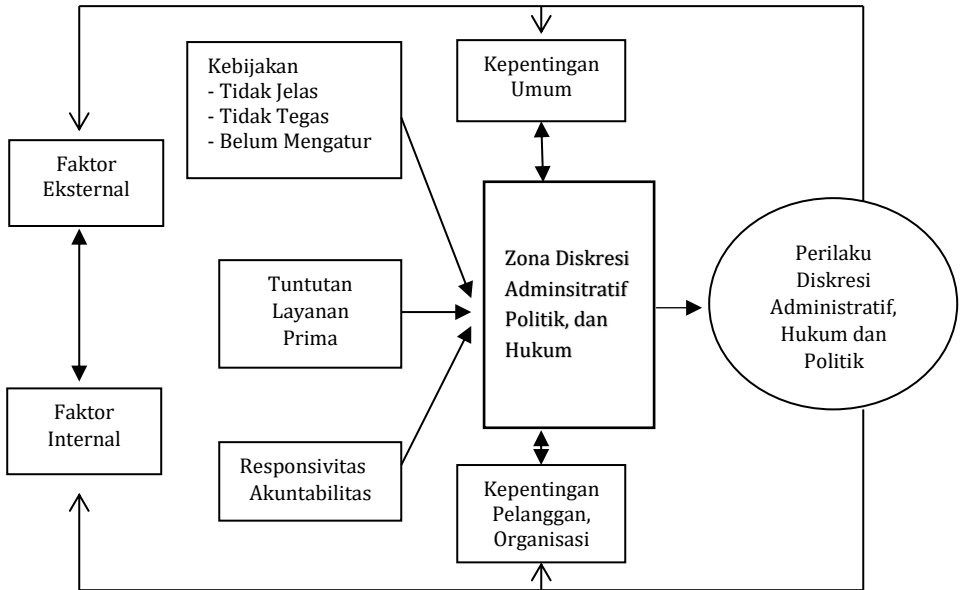 Kebijakan
- Tidak Jelas
- Tidak Tegas
- Belum Mengatur
Kepentingan
Umum
Faktor
Eksternal
Zona Diskresi
Adminsitratif
Politik, dan
Hukum
Perilaku
Diskresi
Administratif,
Hukum dan
Politik
Tuntutan
Layanan
Prima
Faktor
Internal
Responsivitas
Akuntabilitas
Kepentingan
Pelanggan,
Organisasi